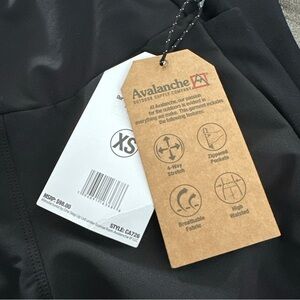 XS
MSRP: $98.00
STYLE: CA726
Avalanche
OUTDOOR SUPPLY COMPANY
At Avalanche, our passion
for the outdoors is evident in
everything we make. This garment includes
the following features:
4-Way
Stretch
Zippered
Pockets
Breathable
Fabric
High
Waisted